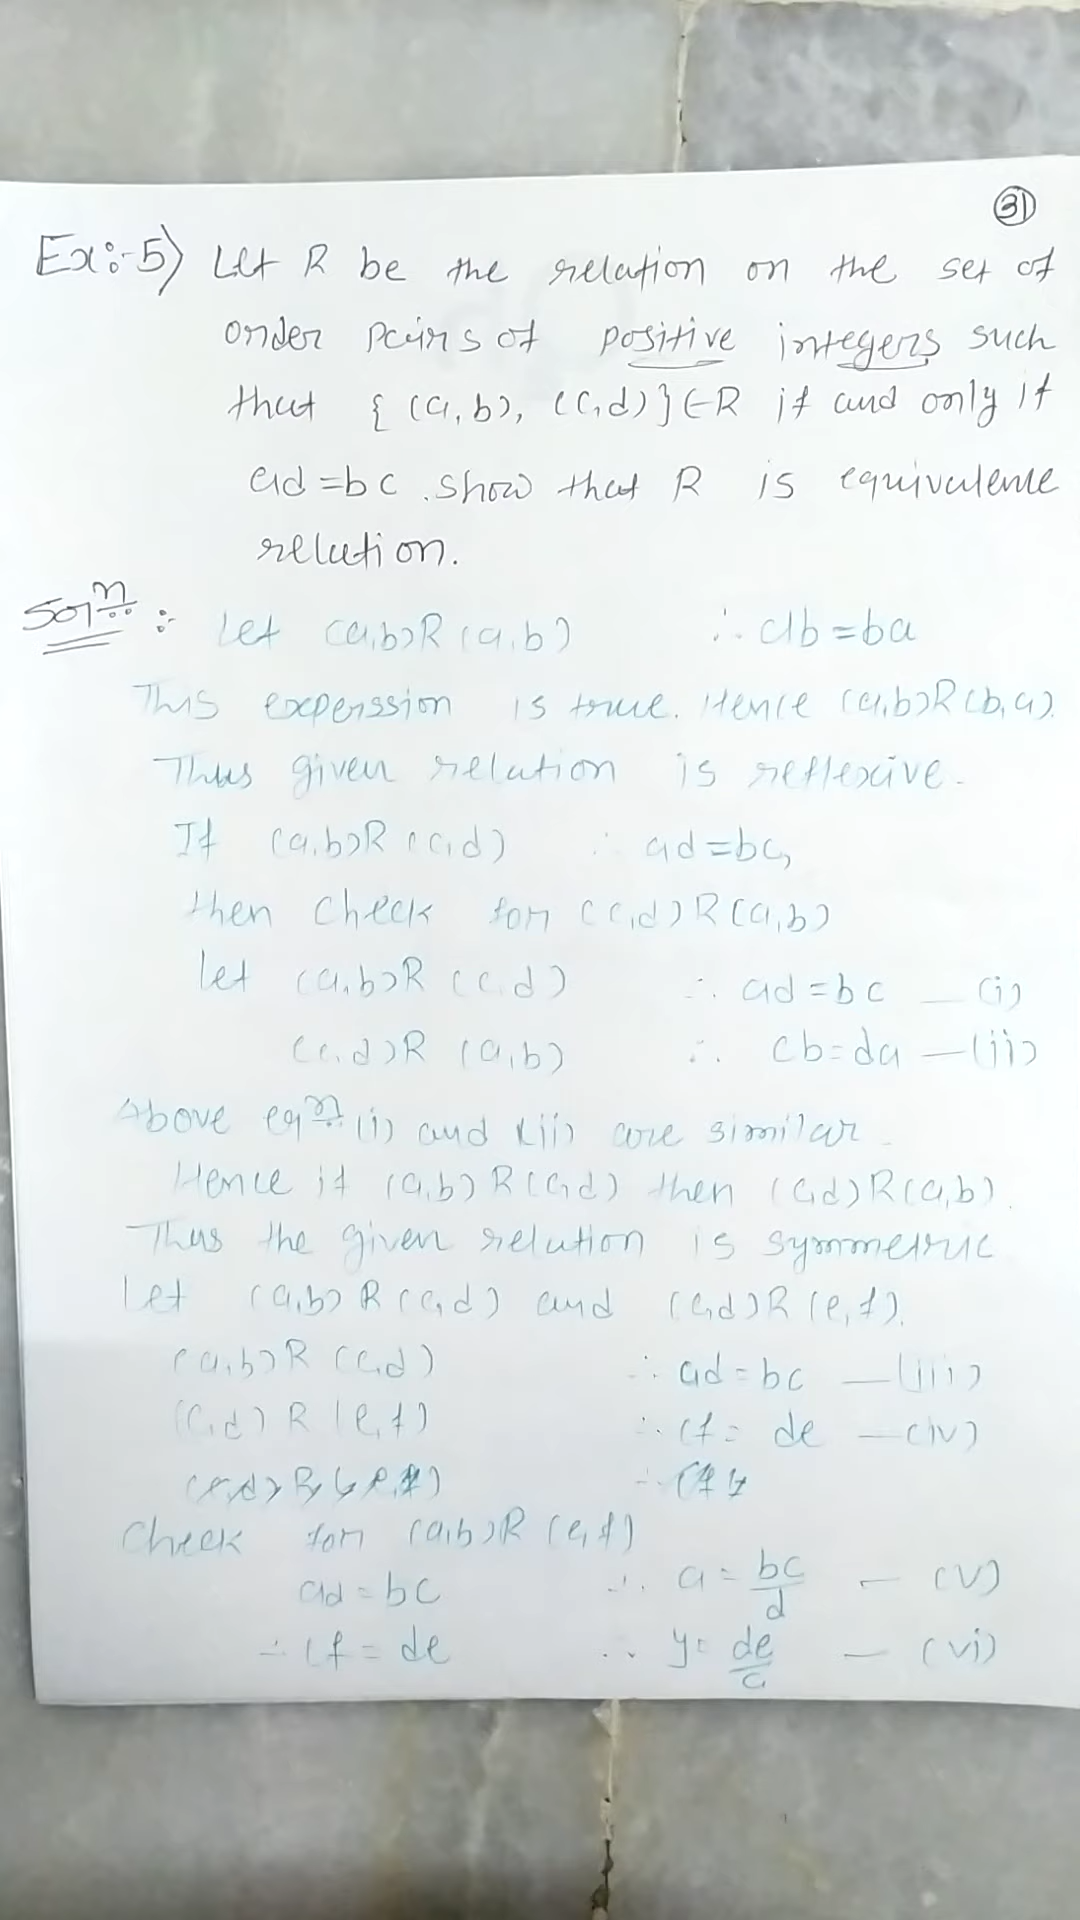 31
Ex:-5) Let R be the relation on the set of
order pairs of positive integers such
that { (a,b), (c,d)} ∈ R if and only if
ad = bc . show that R is equivalence
relation.
Solⁿ : Let (a,b) R (a,b) ∴ ab = ba
This experssion is true. Hence (a,b) R (b,a).
Thus given relation is reflexive.
If (a,b) R (c,d) ∴ ad = bc,
then check for (c,d) R (a,b)
let (a,b) R (c,d) ∴ ad = bc — (i)
(c,d) R (a,b) ∴ cb = da — (ii)
Above eqⁿ (i) and (ii) are similar.
Hence if (a,b) R (c,d) then (c,d) R (a,b).
Thus the given relation is symmetric
Let (a,b) R (c,d) and (c,d) R (e,f).
(a,b) R (c,d) ∴ ad = bc — (iii)
(c,d) R (e,f) ∴ cf = de — (iv)
Check for (a,b) R (e,f)
ad = bc ∴ a = bc/d — (v)
∴ cf = de ∴ y = de/c — (vi)